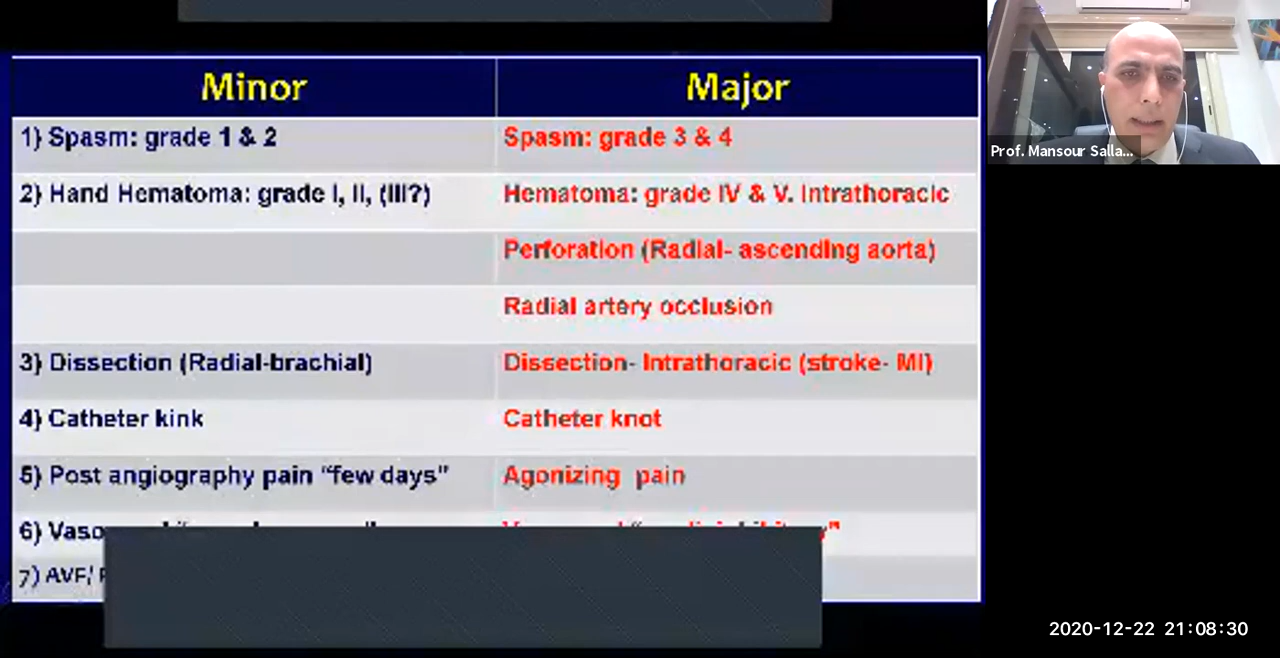 Minor Major
1) Spasm: grade 1 & 2 Spasm: grade 3 & 4
2) Hand Hematoma: grade I, II, (III?) Hematoma: grade IV & V. Intrathoracic
Perforation (Radial- ascending aorta)
Radial artery occlusion
3) Dissection (Radial-brachial) Dissection- Intrathoracic (stroke- MI)
4) Catheter kink Catheter knot
5) Post angiography pain “few days” Agonizing pain
6)
7) AVF/
Prof. Mansour Salla...
2020-12-22 21:08:30